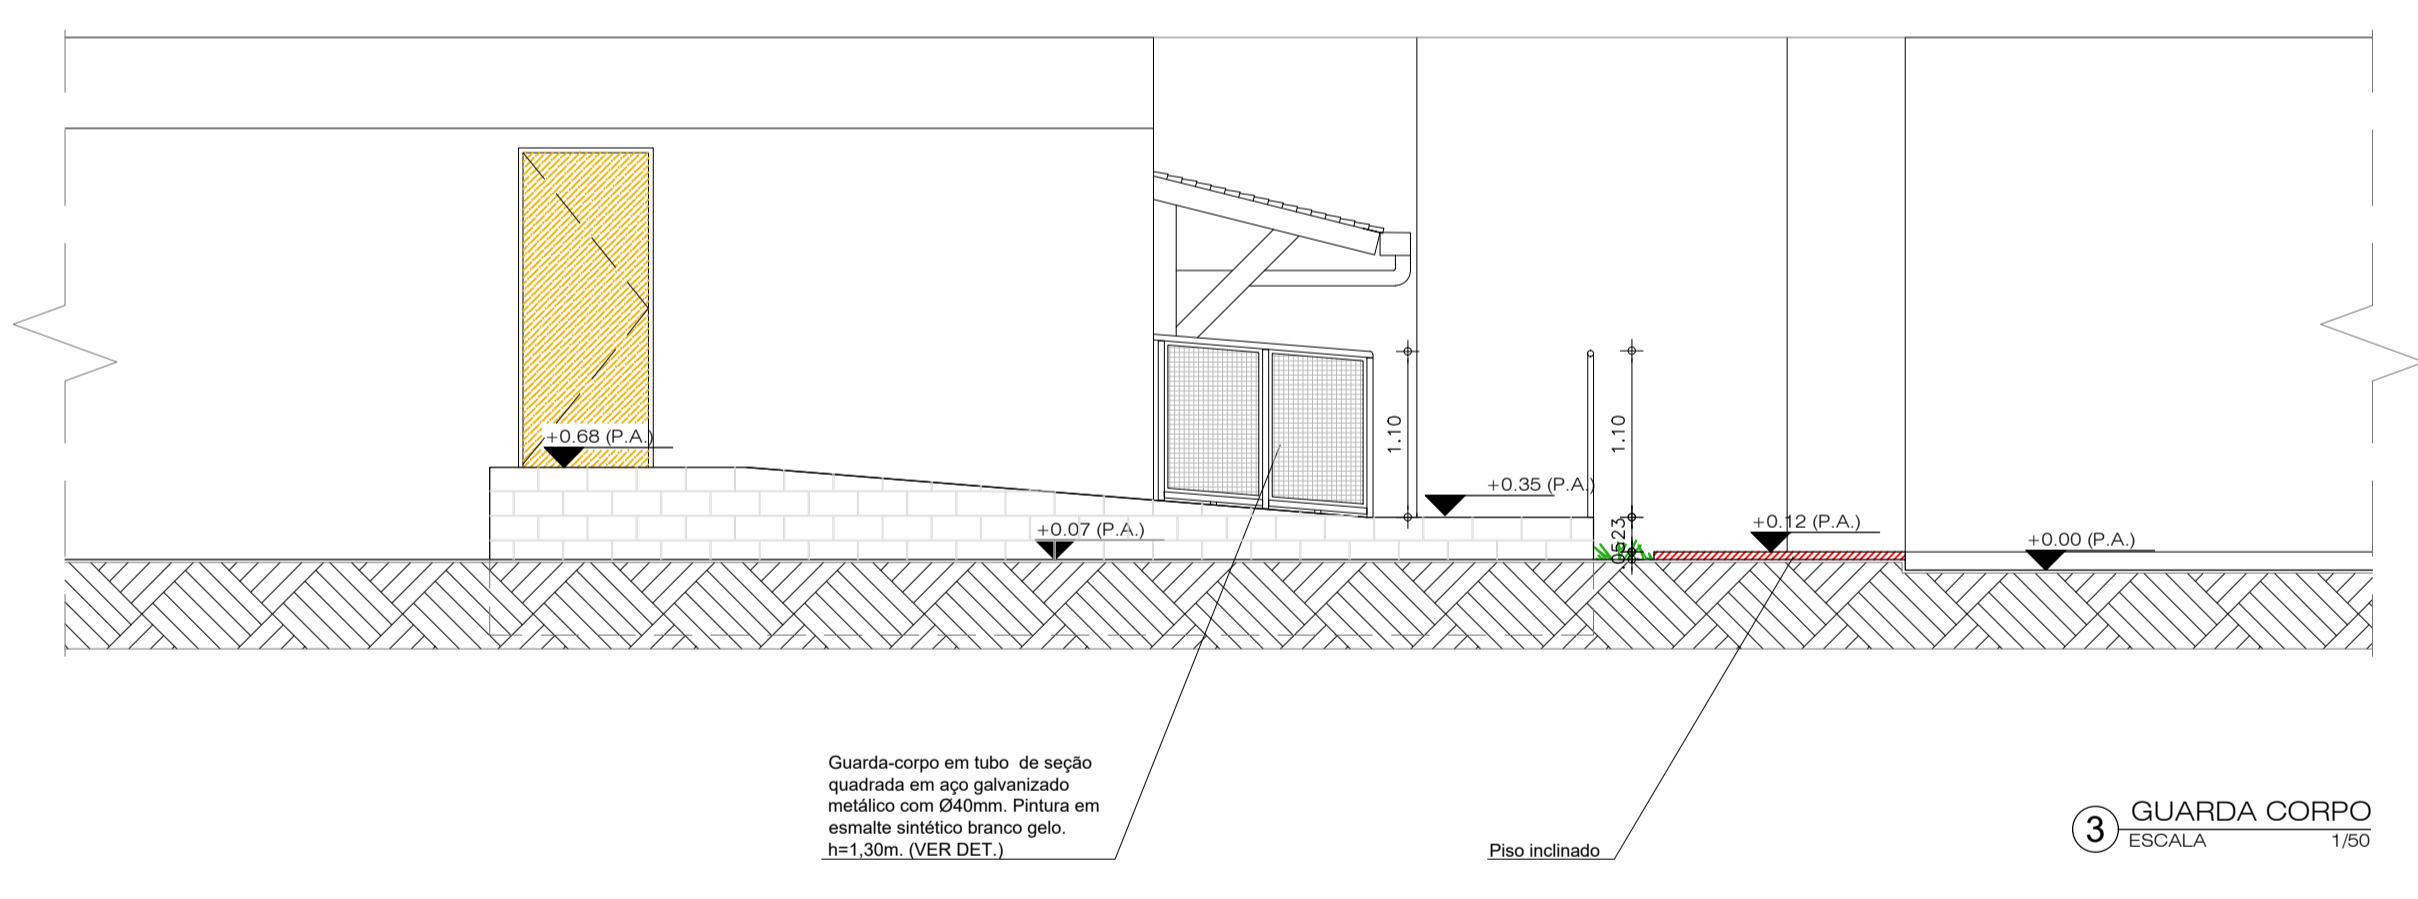 +0.68 (P.A.)
1.10
1.10
+0.35 (P.A.)
+0.07 (P.A.)
23
05
+0.12 (P.A.)
+0.00 (P.A.)
Guarda-corpo em tubo de seção
quadrada em aço galvanizado
metálico com Ø40mm. Pintura em
esmalte sintético branco gelo.
h=1,30m. (VER DET.)
Piso inclinado
3
GUARDA CORPO
ESCALA 1/50